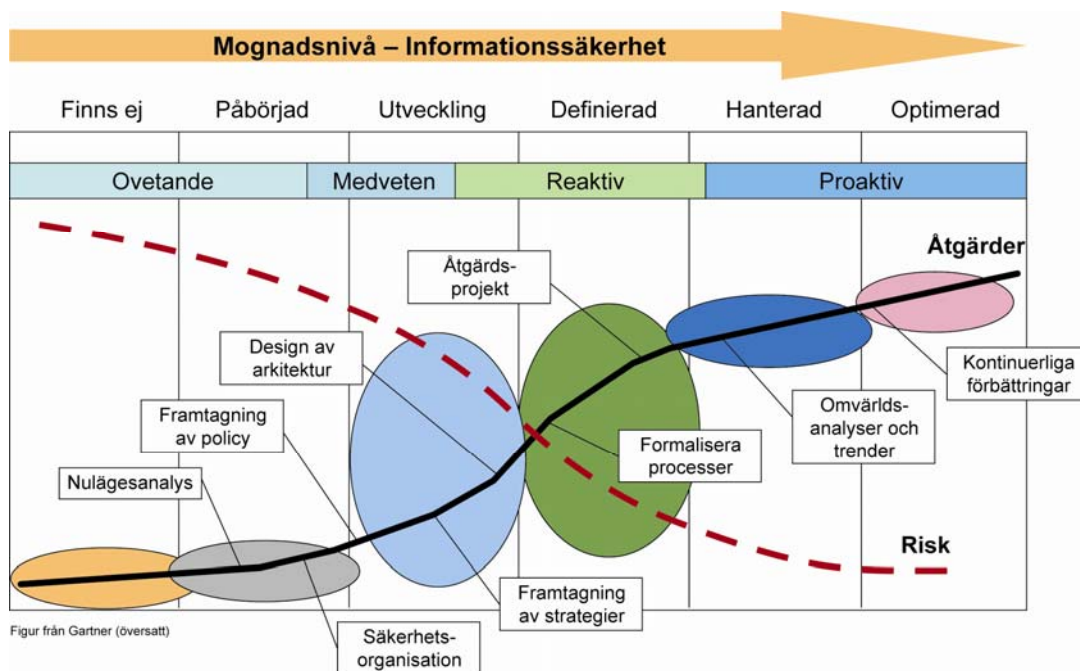 Mognadsnivå – Informationssäkerhet
Finns ej
Påbörjad
Utveckling
Definierad
Hanterad
Optimerad
Ovetande
Medveten
Reaktiv
Proaktiv
Åtgärder
Åtgärds-
projekt
Design av
arkitektur
Kontinuerliga
förbättringar
Framtagning
av policy
Omvärlds-
analyser och
trender
Formalisera
processer
Nulägesanalys
Risk
Framtagning
av strategier
Säkerhets-
organisation
Figur från Gartner (översatt)